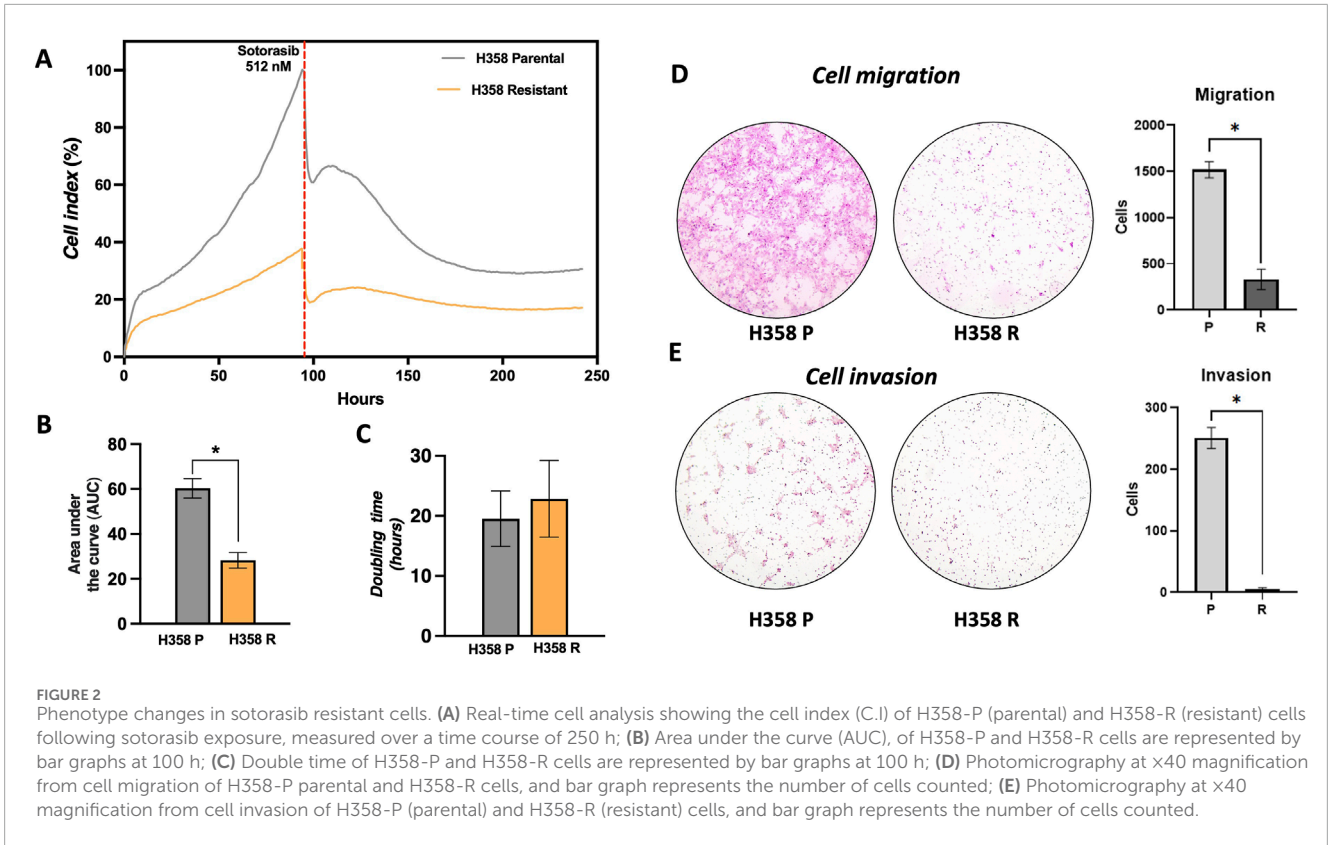 A
Sotorasib
512 nM
H358 Parental
H358 Resistant
Cell index (%)
100
80
60
40
20
0
0 50 100 150 200 250
Hours
B
Area under
the curve (AUC)
80
60
40
20
0
*
H358 P H358 R
C
Doubling time
(hours)
30
20
10
0
H358 P H358 R
D
Cell migration
H358 P H358 R
Migration
Cells
2000
1500
1000
500
0
*
P R
E
Cell invasion
H358 P H358 R
Invasion
Cells
300
200
100
0
*
P R
FIGURE 2
Phenotype changes in sotorasib resistant cells. (A) Real-time cell analysis showing the cell index (C.I) of H358-P (parental) and H358-R (resistant) cells
following sotorasib exposure, measured over a time course of 250 h; (B) Area under the curve (AUC), of H358-P and H358-R cells are represented by
bar graphs at 100 h; (C) Double time of H358-P and H358-R cells are represented by bar graphs at 100 h; (D) Photomicrography at ×40 magnification
from cell migration of H358-P parental and H358-R cells, and bar graph represents the number of cells counted; (E) Photomicrography at ×40
magnification from cell invasion of H358-P (parental) and H358-R (resistant) cells, and bar graph represents the number of cells counted.